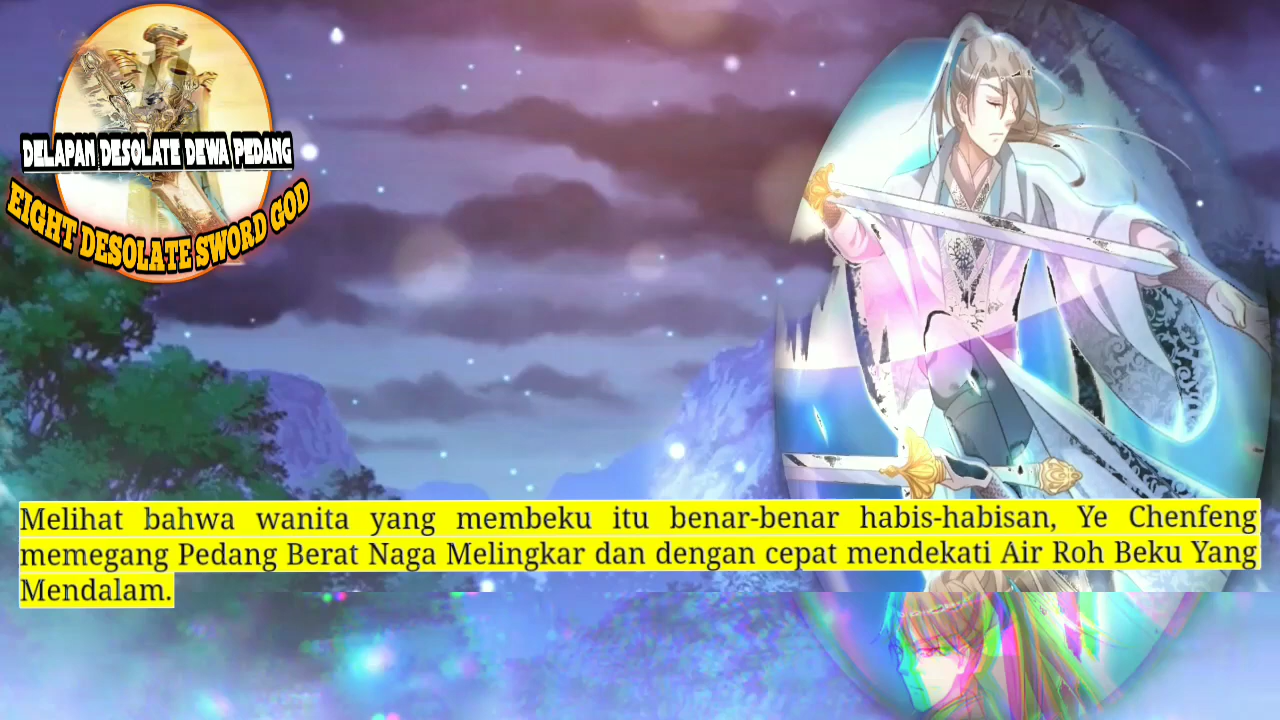 DELAPAN DESOLATE DEWA PEDANG
EIGHT DESOLATE SWORD GOD
Melihat bahwa wanita yang membeku itu benar-benar habis-habisan, Ye Chenfeng
memegang Pedang Berat Naga Melingkar dan dengan cepat mendekati Air Roh Beku Yang
Mendalam.